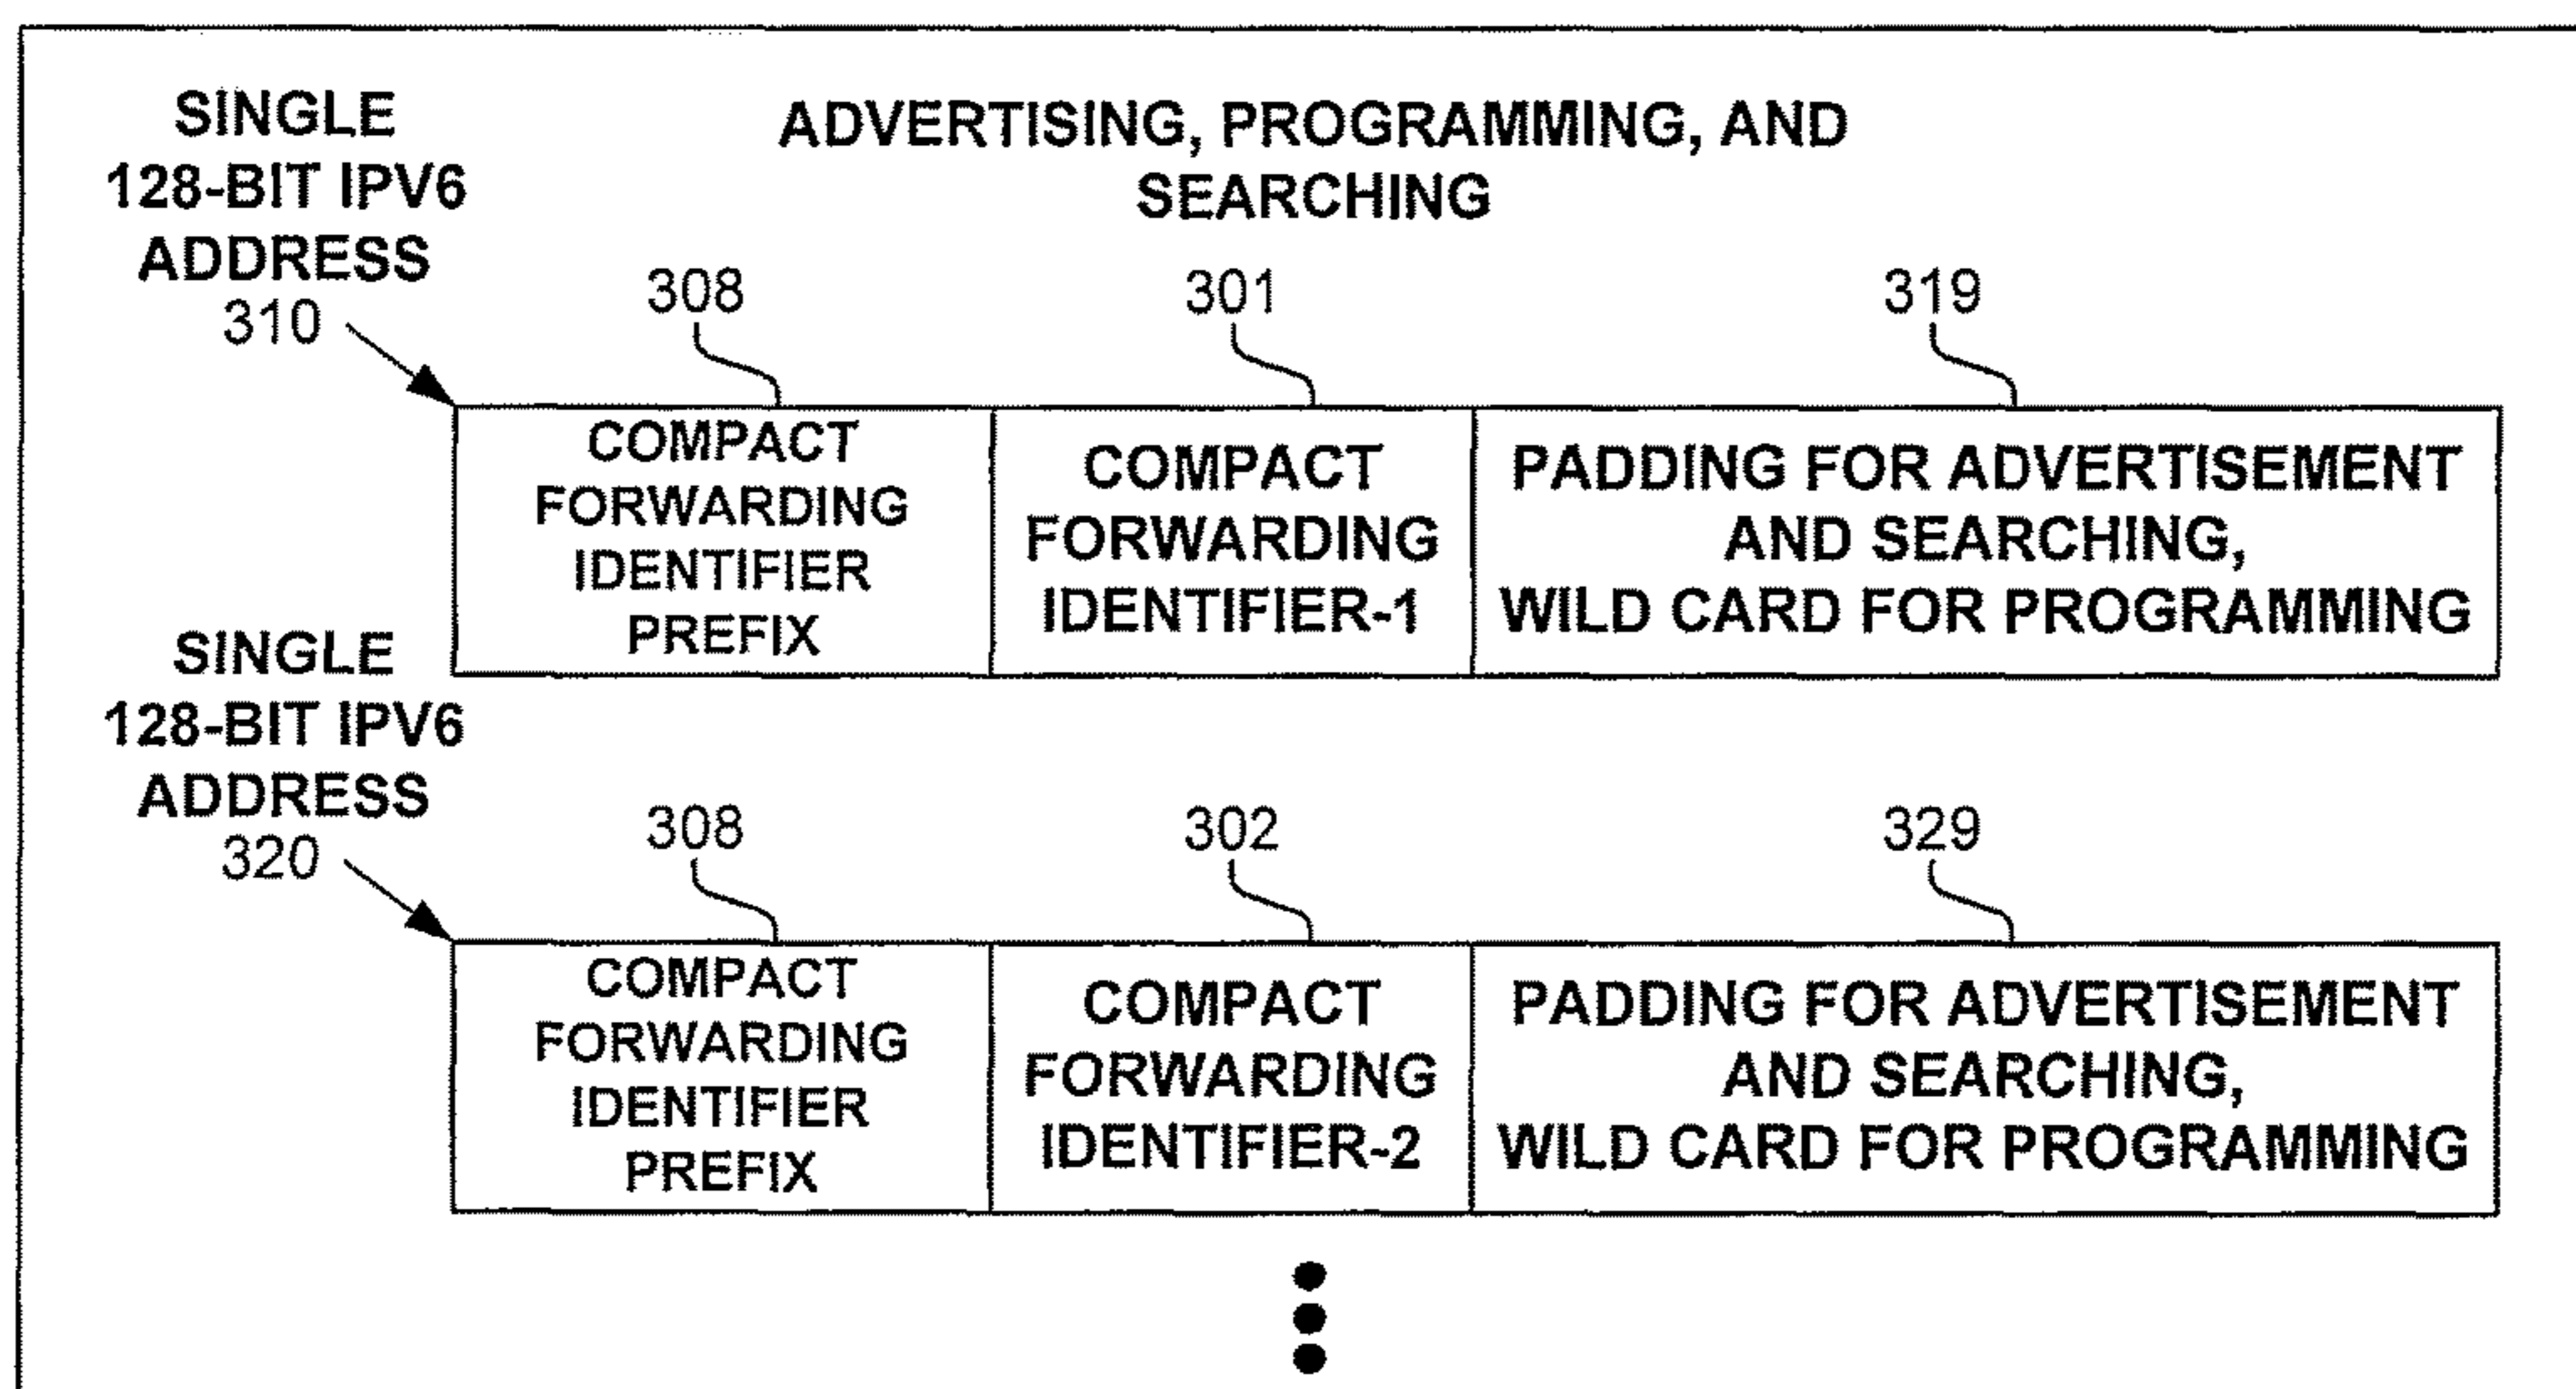 SINGLE
128-BIT IPV6
ADDRESS
310
ADVERTISING, PROGRAMMING, AND
SEARCHING
308
301
319
COMPACT
FORWARDING
IDENTIFIER
PREFIX
COMPACT
FORWARDING
IDENTIFIER-1
PADDING FOR ADVERTISEMENT
AND SEARCHING,
WILD CARD FOR PROGRAMMING
SINGLE
128-BIT IPV6
ADDRESS
320
308
302
329
COMPACT
FORWARDING
IDENTIFIER
PREFIX
COMPACT
FORWARDING
IDENTIFIER-2
PADDING FOR ADVERTISEMENT
AND SEARCHING,
WILD CARD FOR PROGRAMMING